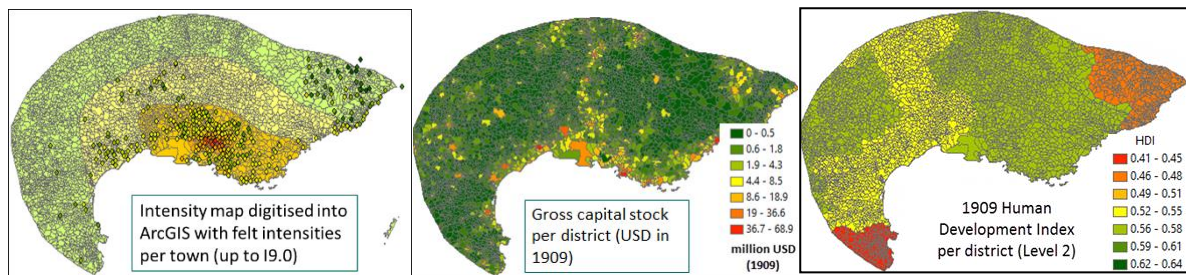 Intensity map digitised into
ArcGIS with felt intensities
per town (up to I9.0)
Gross capital stock
per district (USD in
1909)
0 - 0.5
0.6 - 1.8
1.9 - 4.3
4.4 - 8.5
8.6 - 18.9
19 - 36.6
36.7 - 68.9
million USD
(1909)
1909 Human
Development Index
per district (Level 2)
HDI
0.41 - 0.45
0.46 - 0.48
0.49 - 0.51
0.52 - 0.55
0.56 - 0.58
0.59 - 0.61
0.62 - 0.64